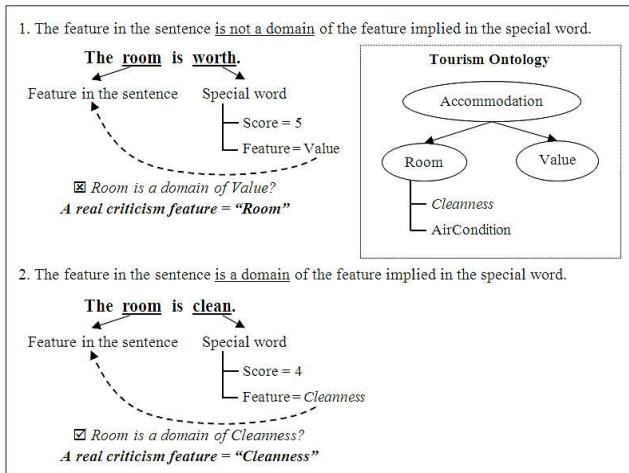 1. The feature in the sentence is not a domain of the feature implied in the special word.
The room is worth.
Feature in the sentence
Special word
Score = 5
Feature = Value
☒ Room is a domain of Value?
A real criticism feature = “Room”
Tourism Ontology
Accommodation
Room
Value
Cleanness
AirCondition
2. The feature in the sentence is a domain of the feature implied in the special word.
The room is clean.
Feature in the sentence
Special word
Score = 4
Feature = Cleanness
☑ Room is a domain of Cleanness?
A real criticism feature = “Cleanness”